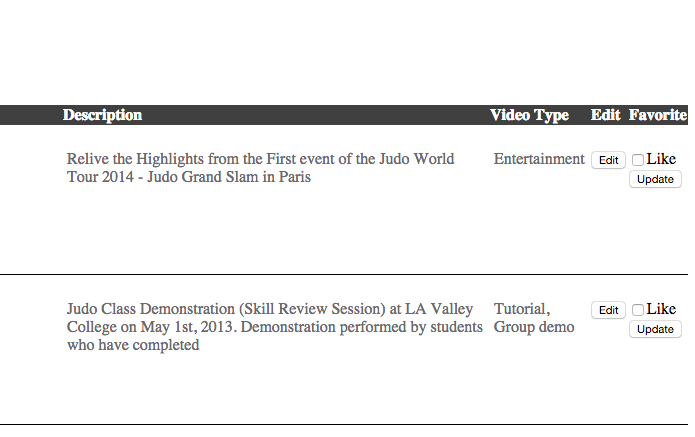 Description Video Type Edit Favorite
Relive the Highlights from the First event of the Judo World Entertainment Edit Like
Tour 2014 - Judo Grand Slam in Paris Update
Judo Class Demonstration (Skill Review Session) at LA Valley Tutorial, Edit Like
College on May 1st, 2013. Demonstration performed by students Group demo Update
who have completed